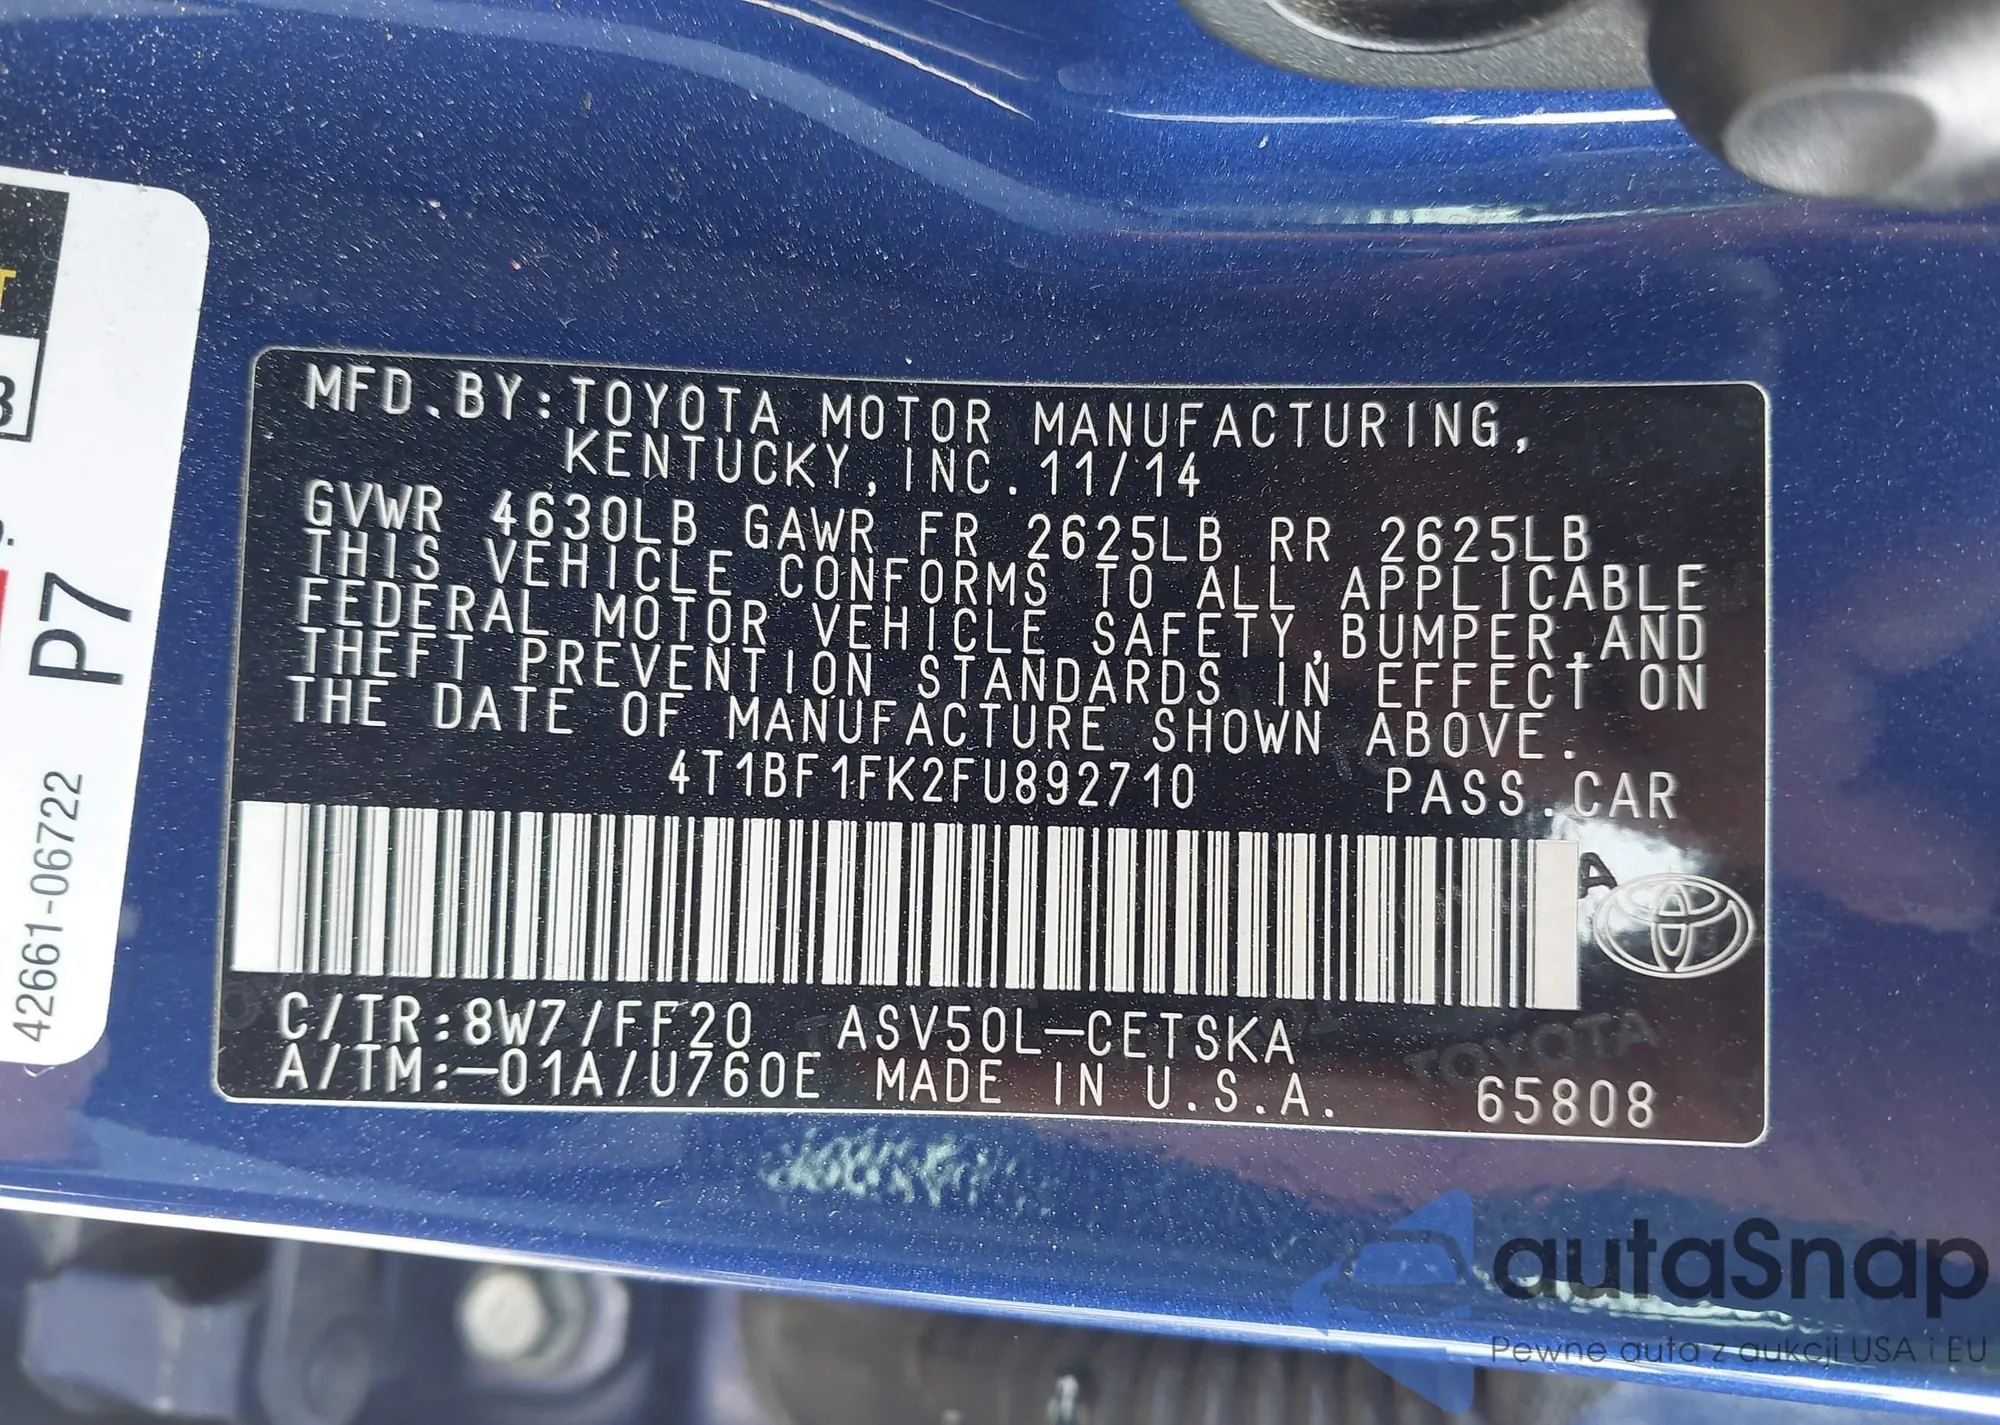 MFD.BY:TOYOTA MOTOR MANUFACTURING,
KENTUCKY,INC.11/14
GVWR 4630LB GAWR FR 2625LB RR 2625LB
THIS VEHICLE CONFORMS TO ALL APPLICABLE
FEDERAL MOTOR VEHICLE SAFETY,BUMPER,AND
THEFT PREVENTION STANDARDS IN EFFECT ON
THE DATE OF MANUFACTURE SHOWN ABOVE.
4T1BF1FK2FU892710 PASS.CAR
C/TR:8W7/FF20 ASV50L-CETSKA
A/TM:-01A/U760E MADE IN U.S.A. 65808
TOYOTA
P7
42661-06722
autaSnap
Pewne auta z aukcji USA i EU